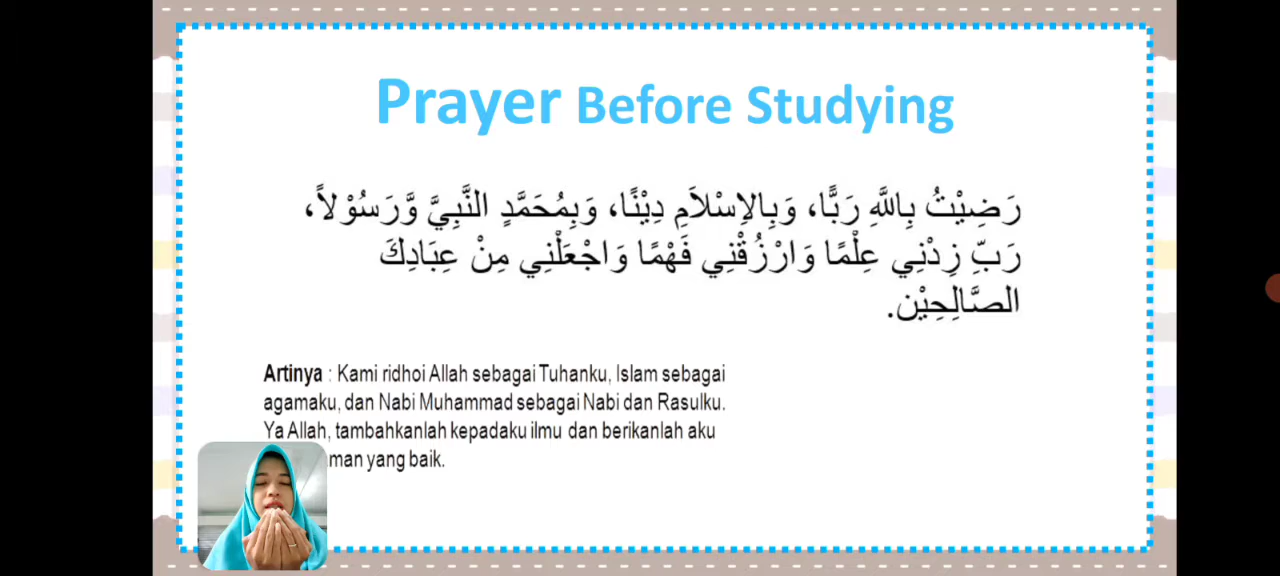 Prayer Before Studying
رَضِيْتُ بِاللَّهِ رَبًّا، وَبِالاِسْلاَمِ دِيْنًا، وَبِمُحَمَّدٍ النَّبِيَّ وَّرَسُوْلاً،
رَبِّ زِدْنِي عِلْمًا وَارْزُقْنِي فَهْمًا وَاجْعَلْنِي مِنْ عِبَادِكَ
الصَّالِحِيْن.
Artinya : Kami ridhoi Allah sebagai Tuhanku, Islam sebagai
agamaku, dan Nabi Muhammad sebagai Nabi dan Rasulku.
Ya Allah, tambahkanlah kepadaku ilmu dan berikanlah aku
yang baik.